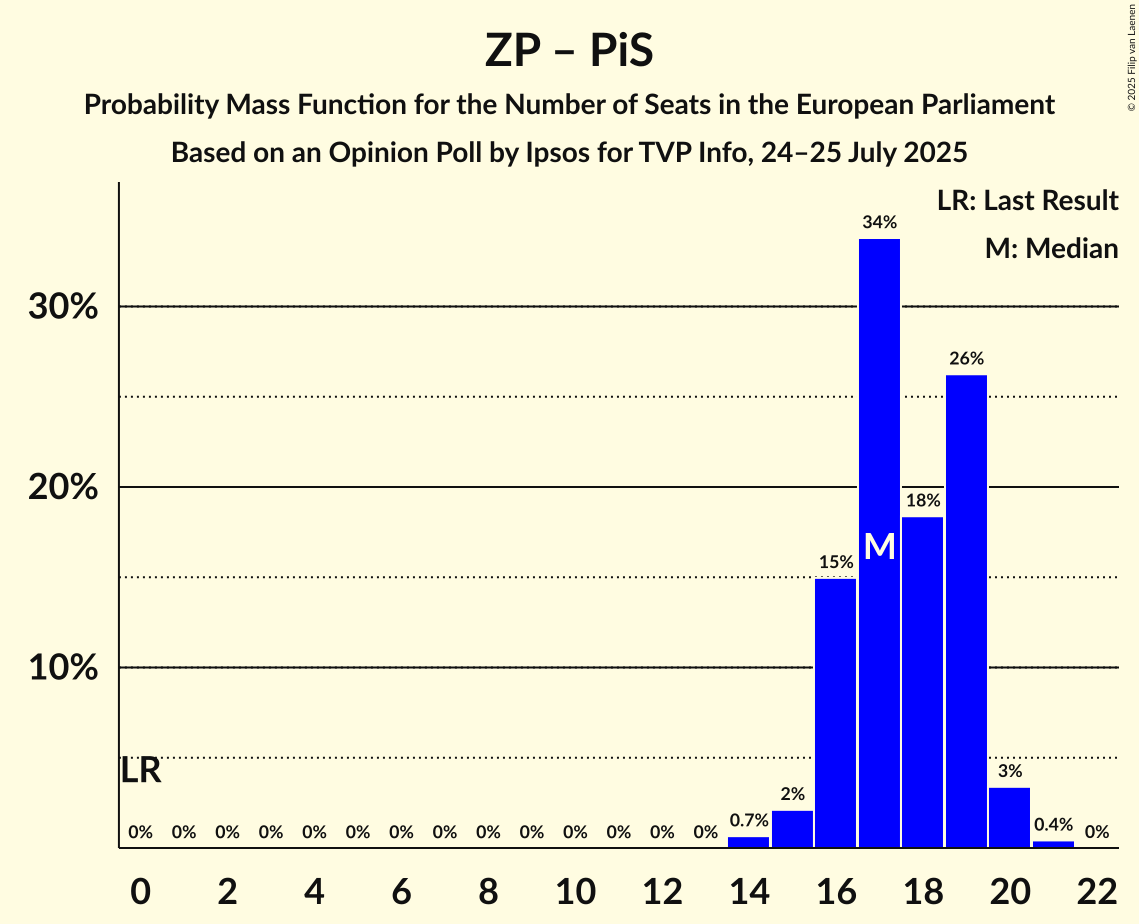 ZP – PiS
Probability Mass Function for the Number of Seats in the European Parliament
Based on an Opinion Poll by Ipsos for TVP Info, 24–25 July 2025
© 2025 Filip van Laenen
LR: Last Result
M: Median
34%
30%
26%
20%
18%
M
15%
10%
LR
3%
2%
0.7%
0.4%
0% 0% 0% 0% 0% 0% 0% 0% 0% 0% 0% 0% 0% 0% 0%
0 2 4 6 8 10 12 14 16 18 20 22